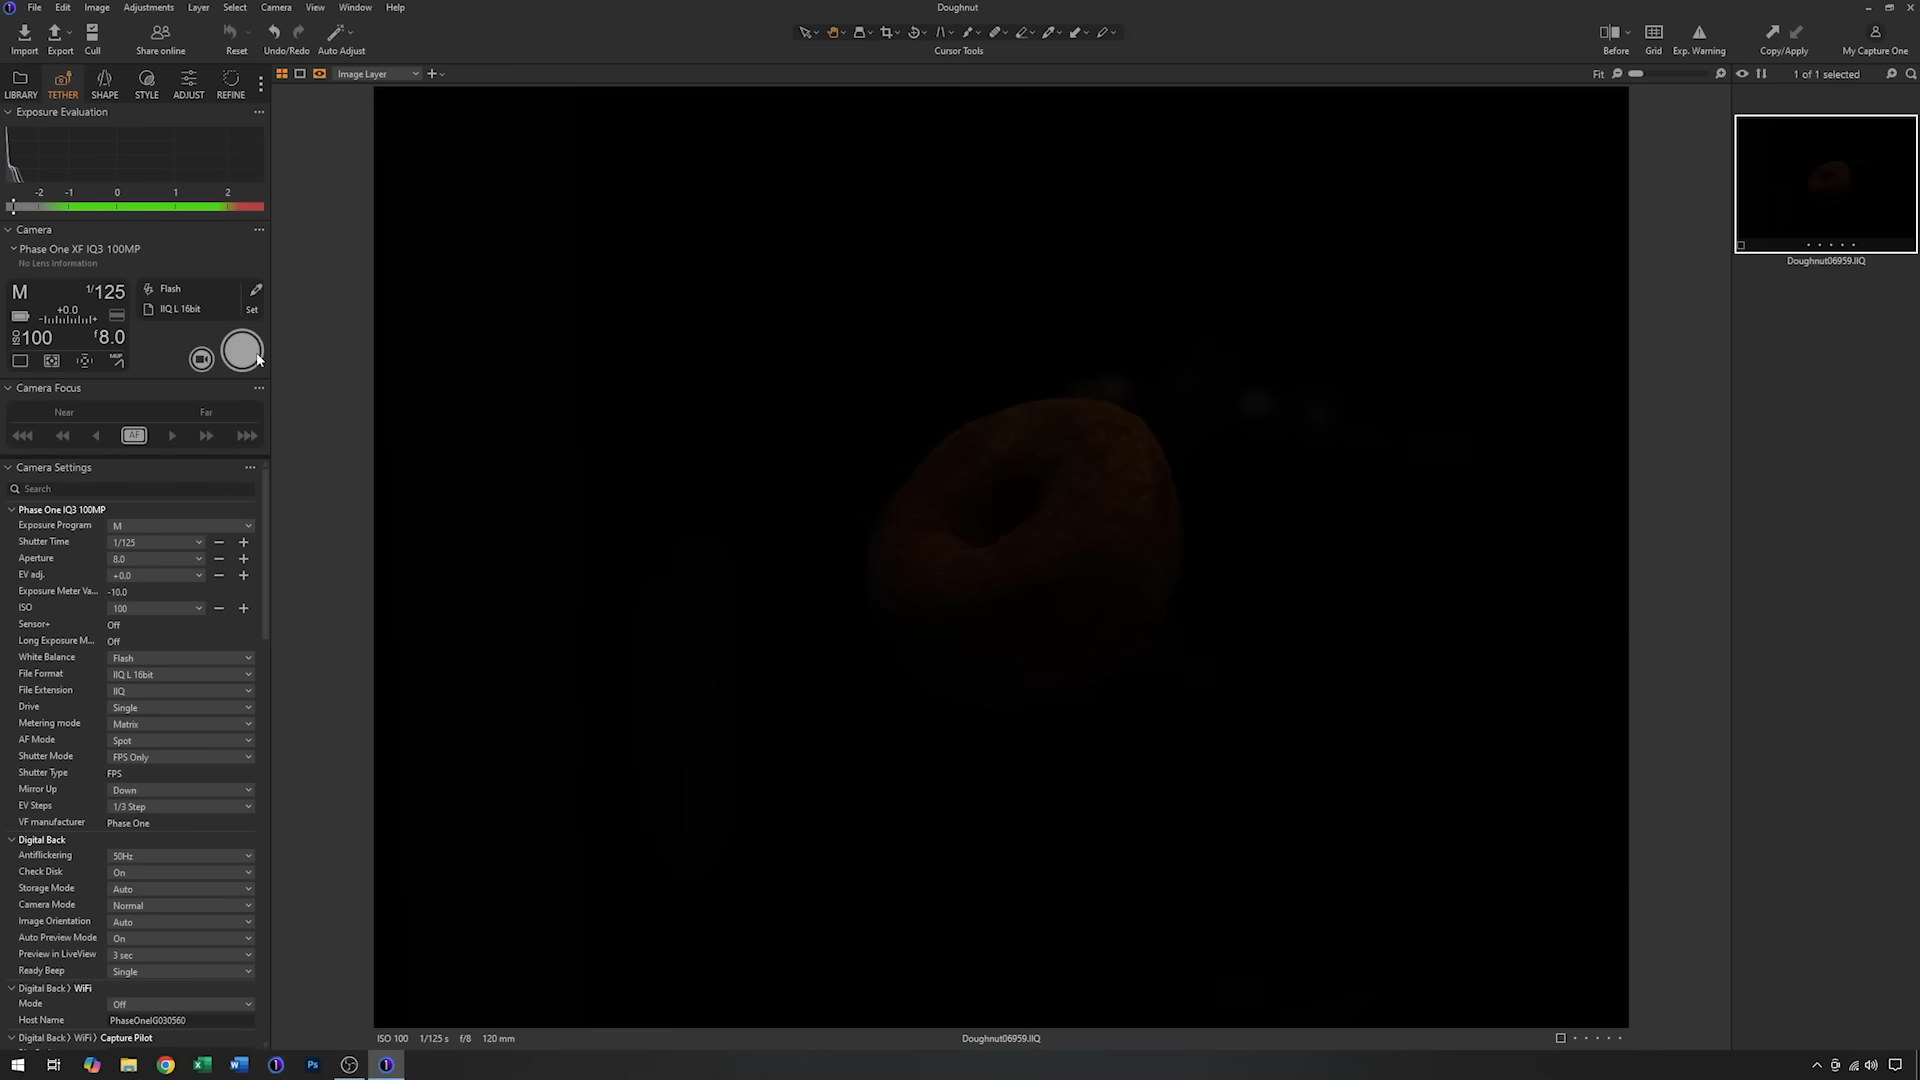 File Edit Image Adjustments Layer Select Camera View Window Help
Doughnut
Import Export Cull Share online Reset Undo/Redo Auto Adjust
Cursor Tools
Before Grid Exp. Warning Copy/Apply My Capture One
LIBRARY TETHER SHAPE STYLE ADJUST REFINE
Image Layer
Fit
1 of 1 selected
Exposure Evaluation
-2 -1 0 1 2
Camera
Phase One XF IQ3 100MP
No Lens Information
M 1/125
Flash
+0.0
IIQ L 16bit
Set
ISO 100 f8.0
MUP
Camera Focus
Near Far
AF
Camera Settings
Search
Phase One IQ3 100MP
Exposure Program M
Shutter Time 1/125
Aperture 8.0
EV adj. +0.0
Exposure Meter Va... -10.0
ISO 100
Sensor+ Off
Long Exposure M... Off
White Balance Flash
File Format IIQ L 16bit
File Extension IIQ
Drive Single
Metering mode Matrix
AF Mode Spot
Shutter Mode FPS Only
Shutter Type FPS
Mirror Up Down
EV Steps 1/3 Step
VF manufacturer Phase One
Digital Back
Antiflickering 50Hz
Check Disk On
Storage Mode Auto
Camera Mode Normal
Image Orientation Auto
Auto Preview Mode On
Preview in LiveView 3 sec
Ready Beep Single
Digital Back › WiFi
Mode Off
Host Name PhaseOneIG030560
Digital Back › WiFi › Capture Pilot
Doughnut06959.IIQ
ISO 100 1/125 s f/8 120 mm
Doughnut06959.IIQ
Ps